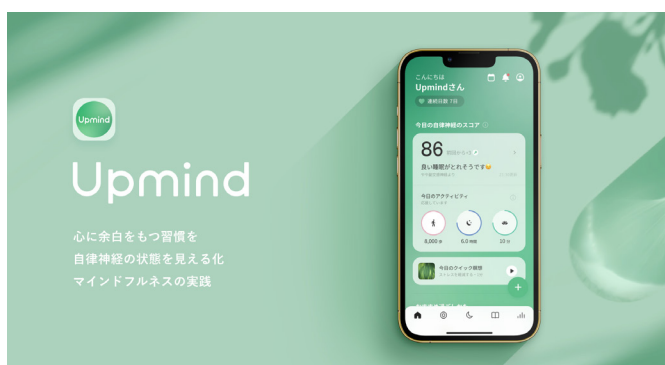 Upmind
Upmind
心に余白をもつ習慣を
自律神経の状態を見える化
マインドフルネスの実践
こんにちは
Upmindさん
連続日数 7日
今日の自律神経のスコア
86
良い睡眠がとれそうです
今日のアクティビティ
8,000 歩
6.0 時間
10 分
今日のクイック瞑想